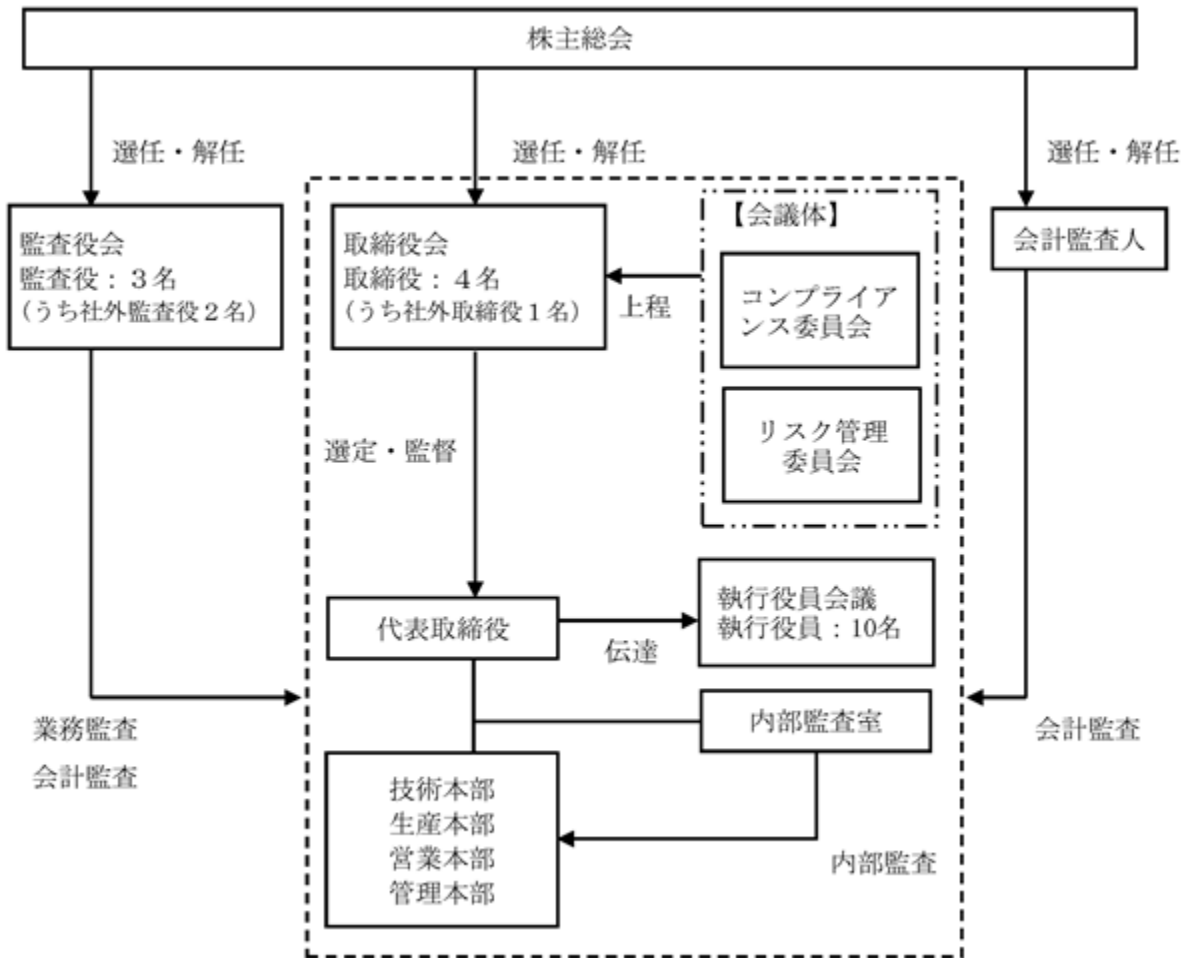 株主総会
選任・解任
選任・解任
選任・解任
監査役会
監査役：３名
(うち社外監査役２名)
取締役会
取締役：４名
(うち社外取締役１名)
上程
【会議体】
コンプライア
ンス委員会
リスク管理
委員会
会計監査人
選定・監督
代表取締役
伝達
執行役員会議
執行役員：10名
内部監査室
業務監査
会計監査
会計監査
技術本部
生産本部
営業本部
管理本部
内部監査